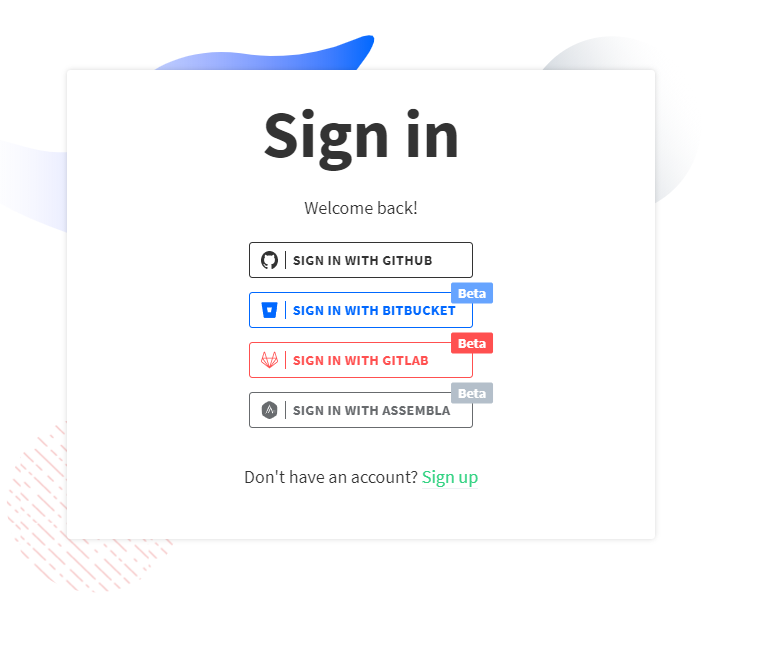 Sign in
Welcome back!
SIGN IN WITH GITHUB
Beta
SIGN IN WITH BITBUCKET
Beta
SIGN IN WITH GITLAB
Beta
SIGN IN WITH ASSEMBLA
Don't have an account? Sign up